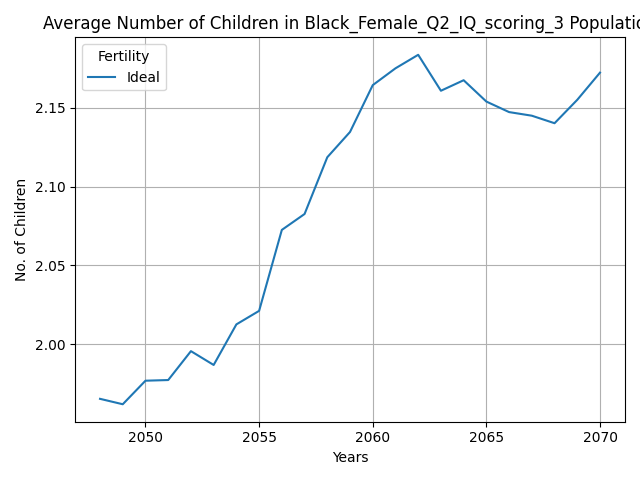 Average Number of Children in Black_Female_Q2_IQ_scoring_3 Populatio
Fertility
Ideal
2.15
2.10
2.05
2.00
No. of Children
2050 2055 2060 2065 2070
Years